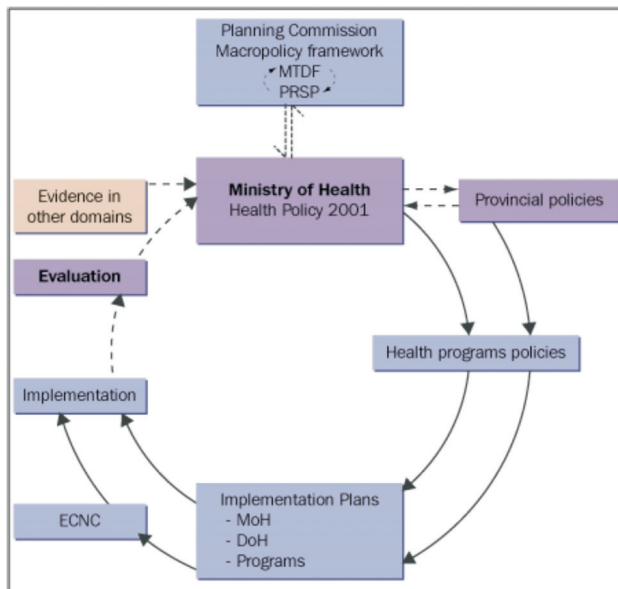 Planning Commission
Macropolicy framework
MTDF
PRSP
Ministry of Health
Health Policy 2001
Evidence in
other domains
Provincial policies
Evaluation
Health programs policies
Implementation
Implementation Plans
- MoH
- DoH
- Programs
ECNC